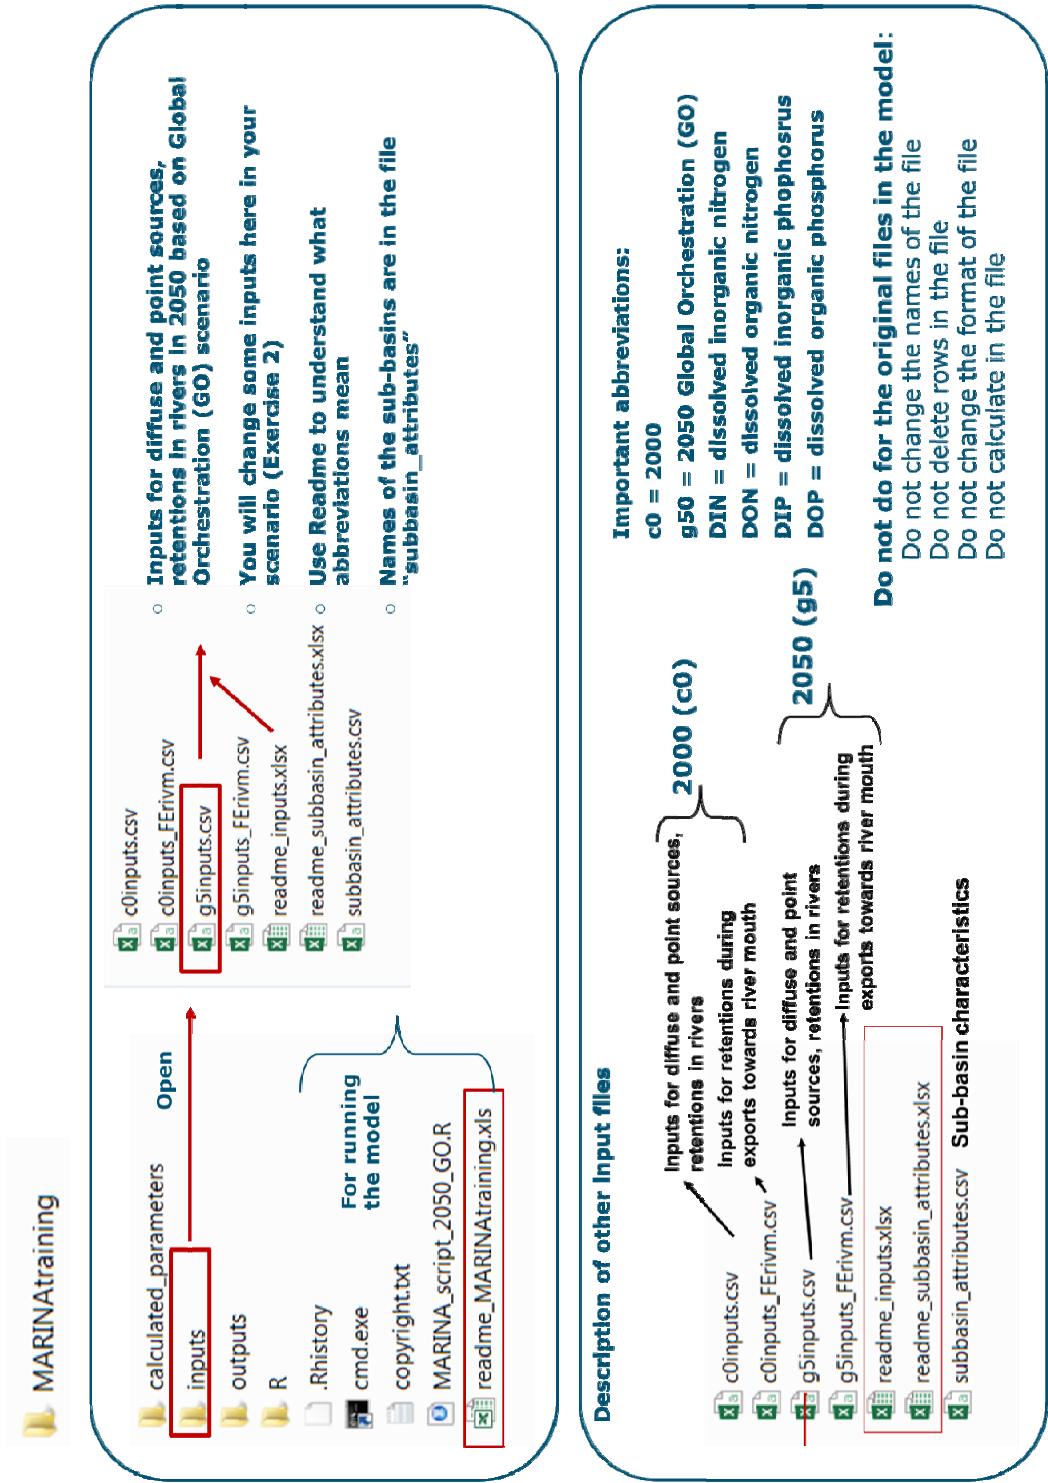 MARINAtraining
calculated_parameters
inputs
outputs
R
.Rhistory
cmd.exe
copyright.txt
MARINA_script_2050_GO.R
readme_MARINAtraining.xls
Open
For running
the model
c0inputs.csv
c0inputs_FErivm.csv
g5inputs.csv
g5inputs_FErivm.csv
readme_inputs.xlsx
readme_subbasin_attributes.xlsx
subbasin_attributes.csv
○ Inputs for diffuse and point sources,
retentions in rivers in 2050 based on Global
Orchestration (GO) scenario
○ You will change some inputs here in your
scenario (Exercise 2)
○ Use Readme to understand what
abbreviations mean
○ Names of the sub-basins are in the file
“subbasin_attributes”
Description of other Input files
c0inputs.csv
c0inputs_FErivm.csv
g5inputs.csv
g5inputs_FErivm.csv
readme_inputs.xlsx
readme_subbasin_attributes.xlsx
subbasin_attributes.csv
Inputs for diffuse and point sources,
retentions in rivers
Inputs for retentions during
exports towards river mouth
Inputs for diffuse and point
sources, retentions in rivers
Inputs for retentions during
exports towards river mouth
Sub-basin characteristics
2000 (c0)
2050 (g5)
Important abbreviations:
c0 = 2000
g50 = 2050 Global Orchestration (GO)
DIN = dissolved inorganic nitrogen
DON = dissolved organic nitrogen
DIP = dissolved inorganic phophosrus
DOP = dissolved organic phosphorus
Do not do for the original files in the model:
Do not change the names of the file
Do not delete rows in the file
Do not change the format of the file
Do not calculate in the file